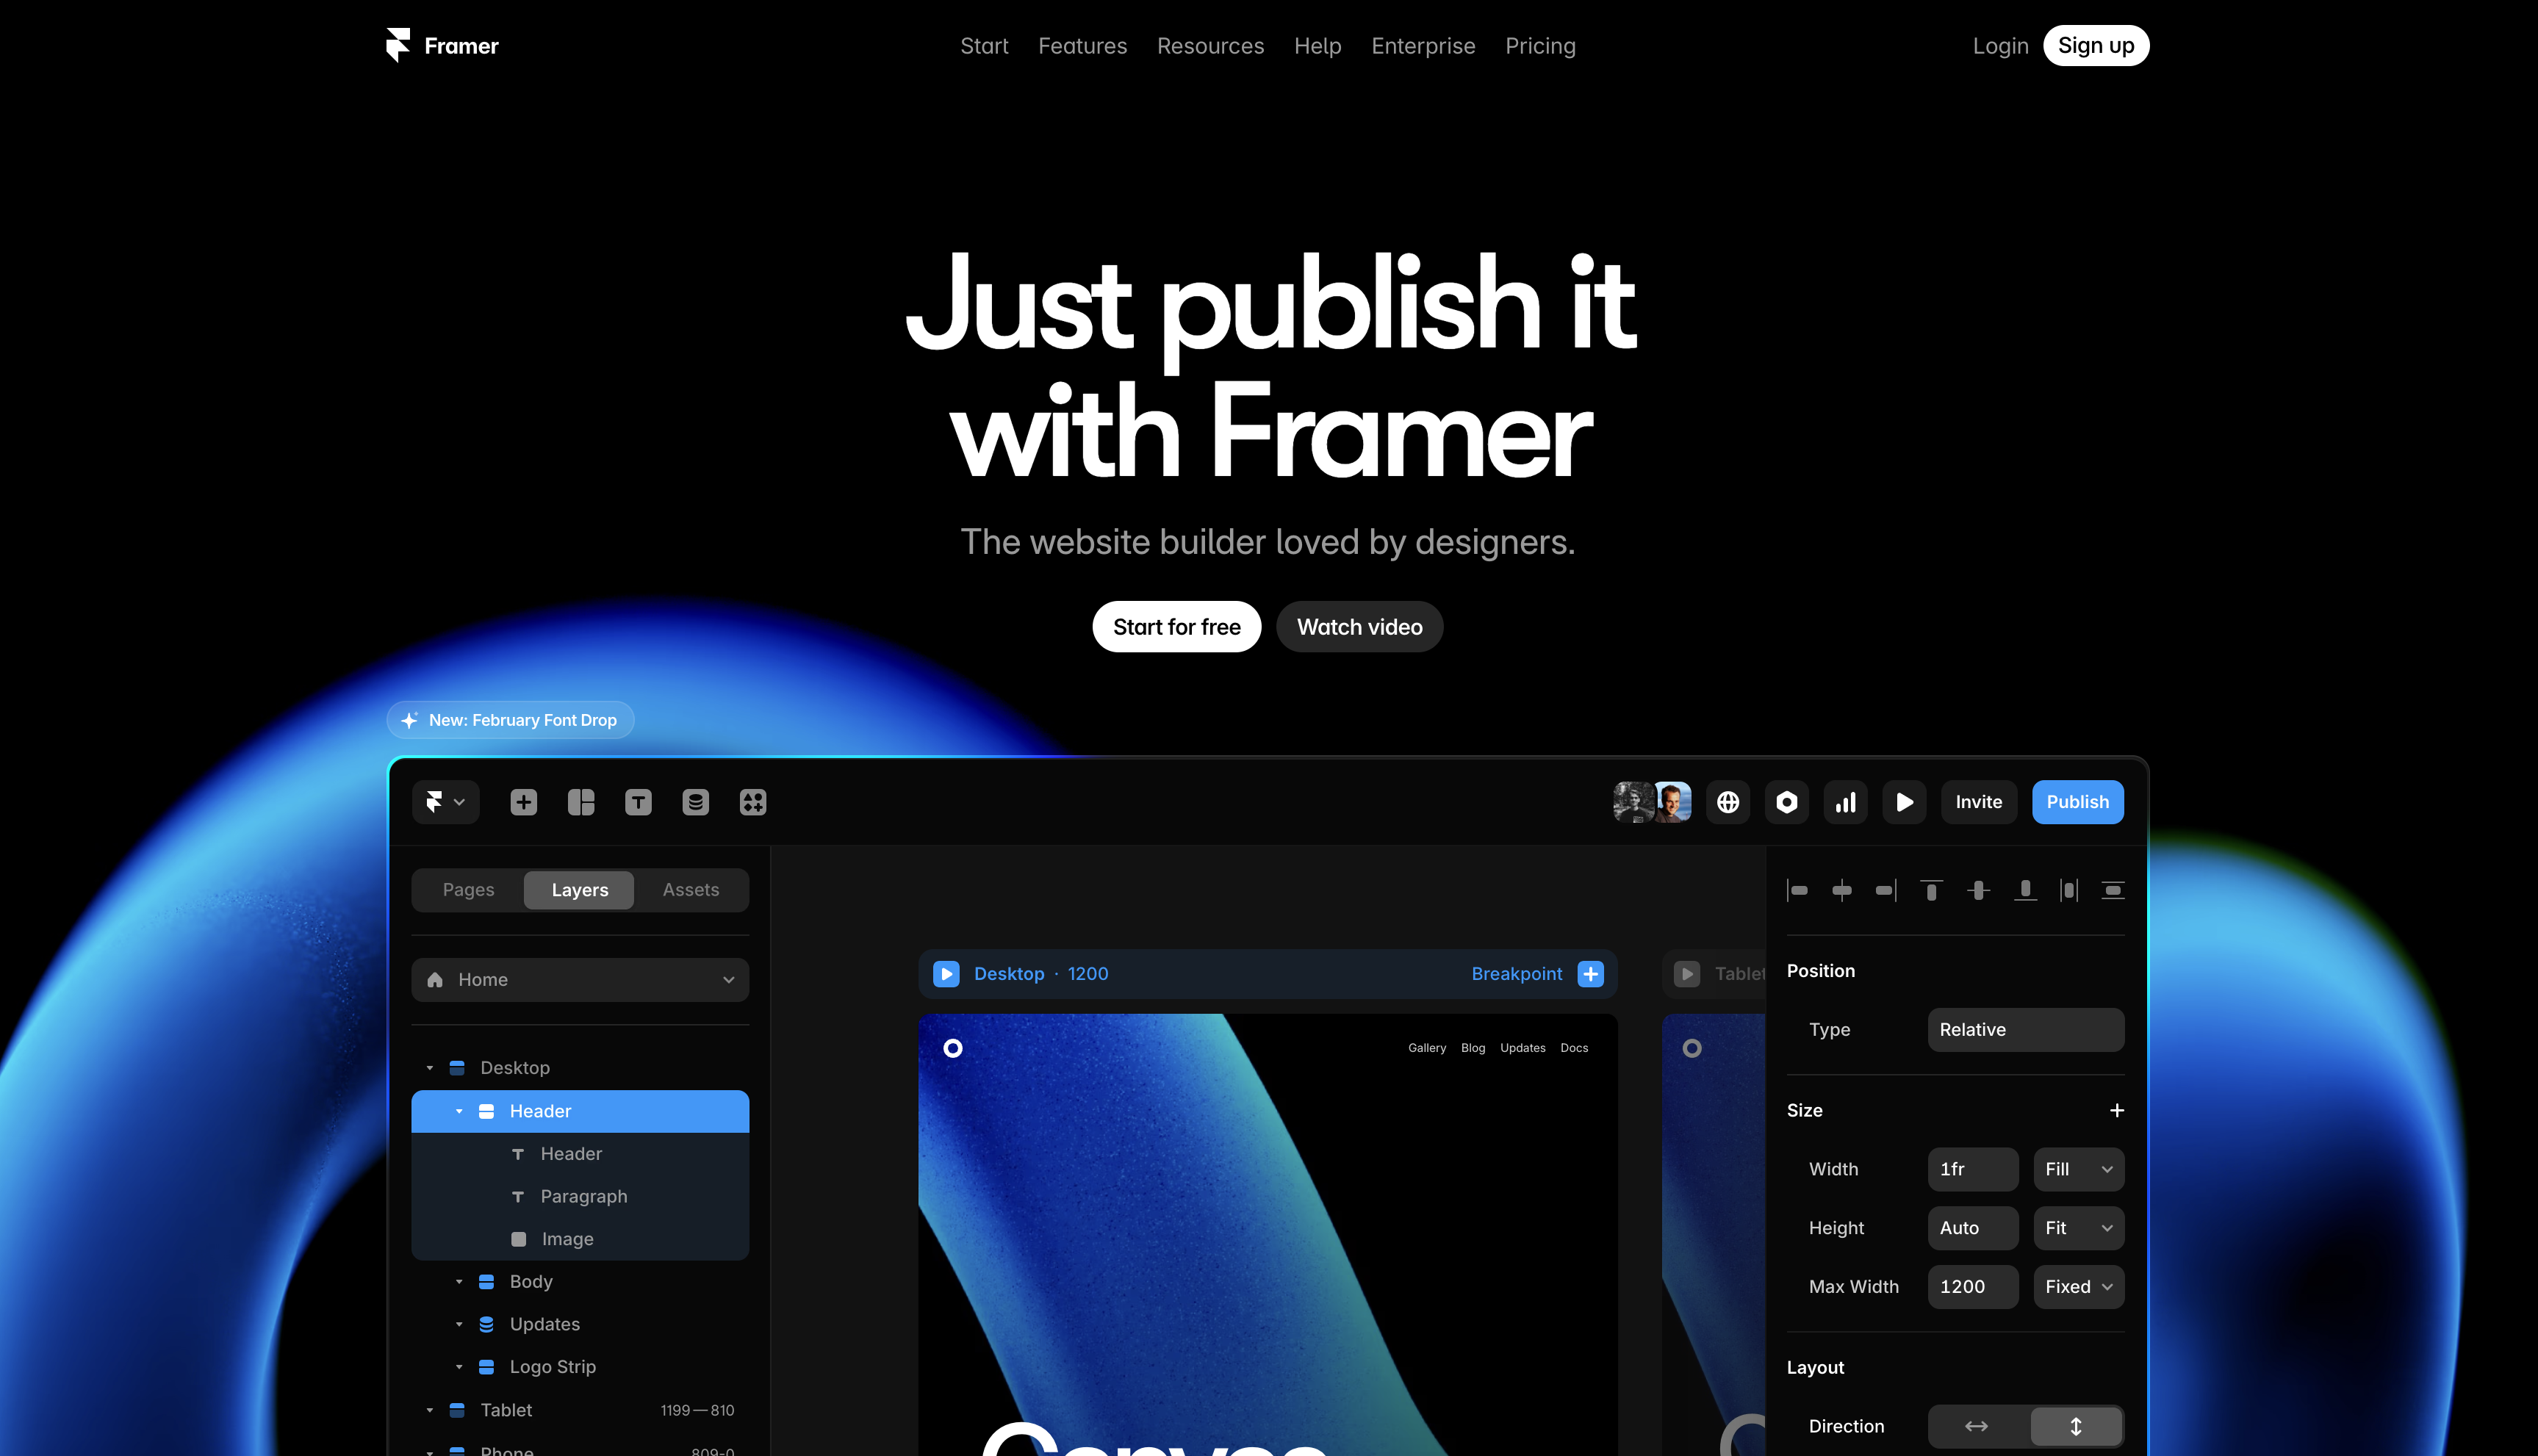 Framer
Start Features Resources Help Enterprise Pricing
Login Sign up
Just publish it
with Framer
The website builder loved by designers.
Start for free Watch video
New: February Font Drop
Invite Publish
Pages Layers Assets
Home
Desktop
Header
Header
Paragraph
Image
Body
Updates
Logo Strip
Tablet 1199 — 810
Phone 809-0
Desktop · 1200 Breakpoint
Tablet
Gallery Blog Updates Docs
Canvas
Position
Type Relative
Size
Width 1fr Fill
Height Auto Fit
Max Width 1200 Fixed
Layout
Direction